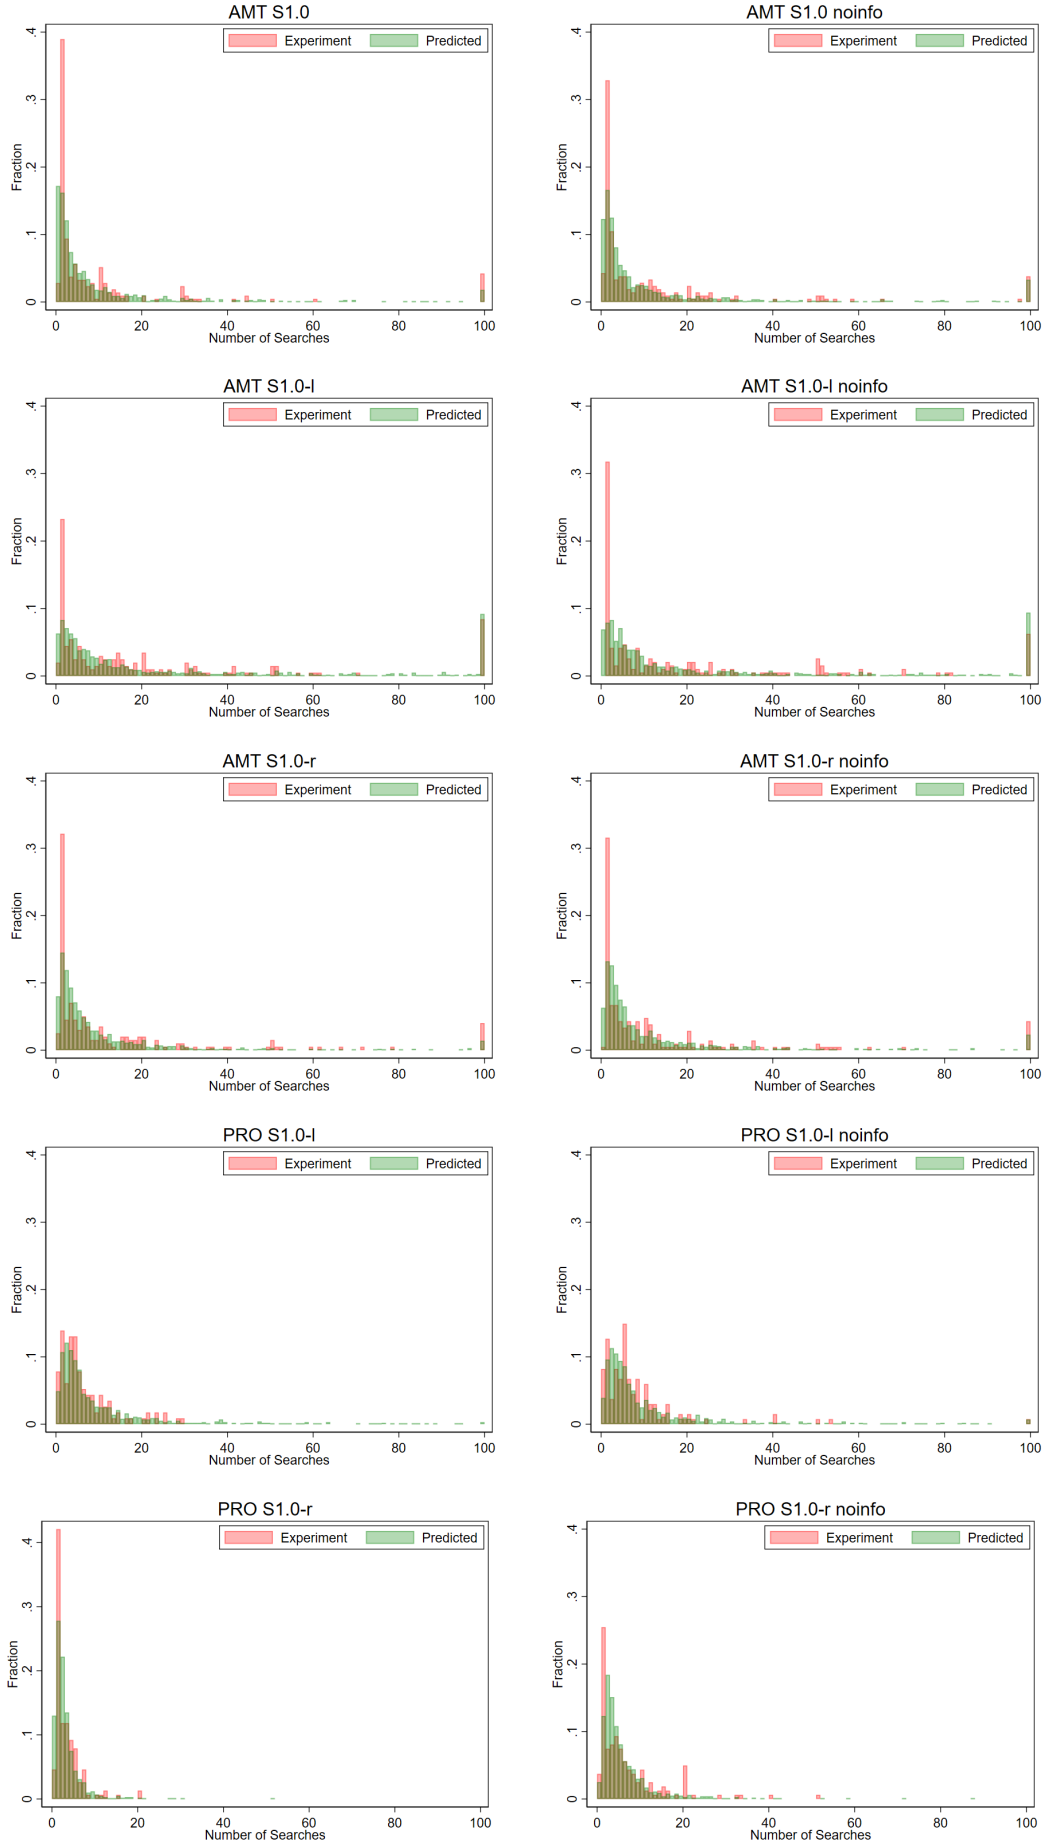 AMT S1.0
Experiment Predicted
Fraction
0 .1 .2 .3 .4
0 20 40 60 80 100
Number of Searches
AMT S1.0 noinfo
Experiment Predicted
Fraction
0 .1 .2 .3 .4
0 20 40 60 80 100
Number of Searches
AMT S1.0-l
Experiment Predicted
Fraction
0 .1 .2 .3 .4
0 20 40 60 80 100
Number of Searches
AMT S1.0-l noinfo
Experiment Predicted
Fraction
0 .1 .2 .3 .4
0 20 40 60 80 100
Number of Searches
AMT S1.0-r
Experiment Predicted
Fraction
0 .1 .2 .3 .4
0 20 40 60 80 100
Number of Searches
AMT S1.0-r noinfo
Experiment Predicted
Fraction
0 .1 .2 .3 .4
0 20 40 60 80 100
Number of Searches
PRO S1.0-l
Experiment Predicted
Fraction
0 .1 .2 .3 .4
0 20 40 60 80 100
Number of Searches
PRO S1.0-l noinfo
Experiment Predicted
Fraction
0 .1 .2 .3 .4
0 20 40 60 80 100
Number of Searches
PRO S1.0-r
Experiment Predicted
Fraction
0 .1 .2 .3 .4
0 20 40 60 80 100
Number of Searches
PRO S1.0-r noinfo
Experiment Predicted
Fraction
0 .1 .2 .3 .4
0 20 40 60 80 100
Number of Searches